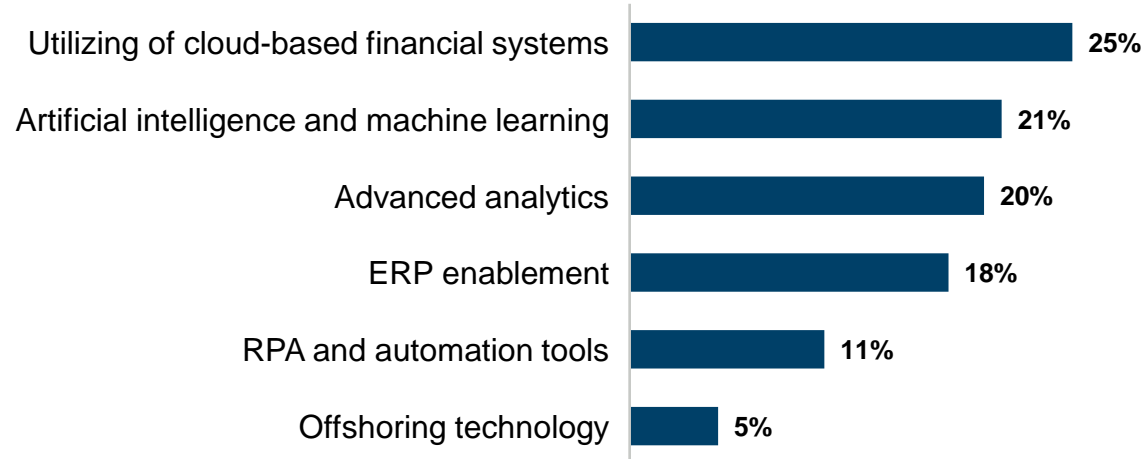 Utilizing of cloud-based financial systems 25%
Artificial intelligence and machine learning 21%
Advanced analytics 20%
ERP enablement 18%
RPA and automation tools 11%
Offshoring technology 5%